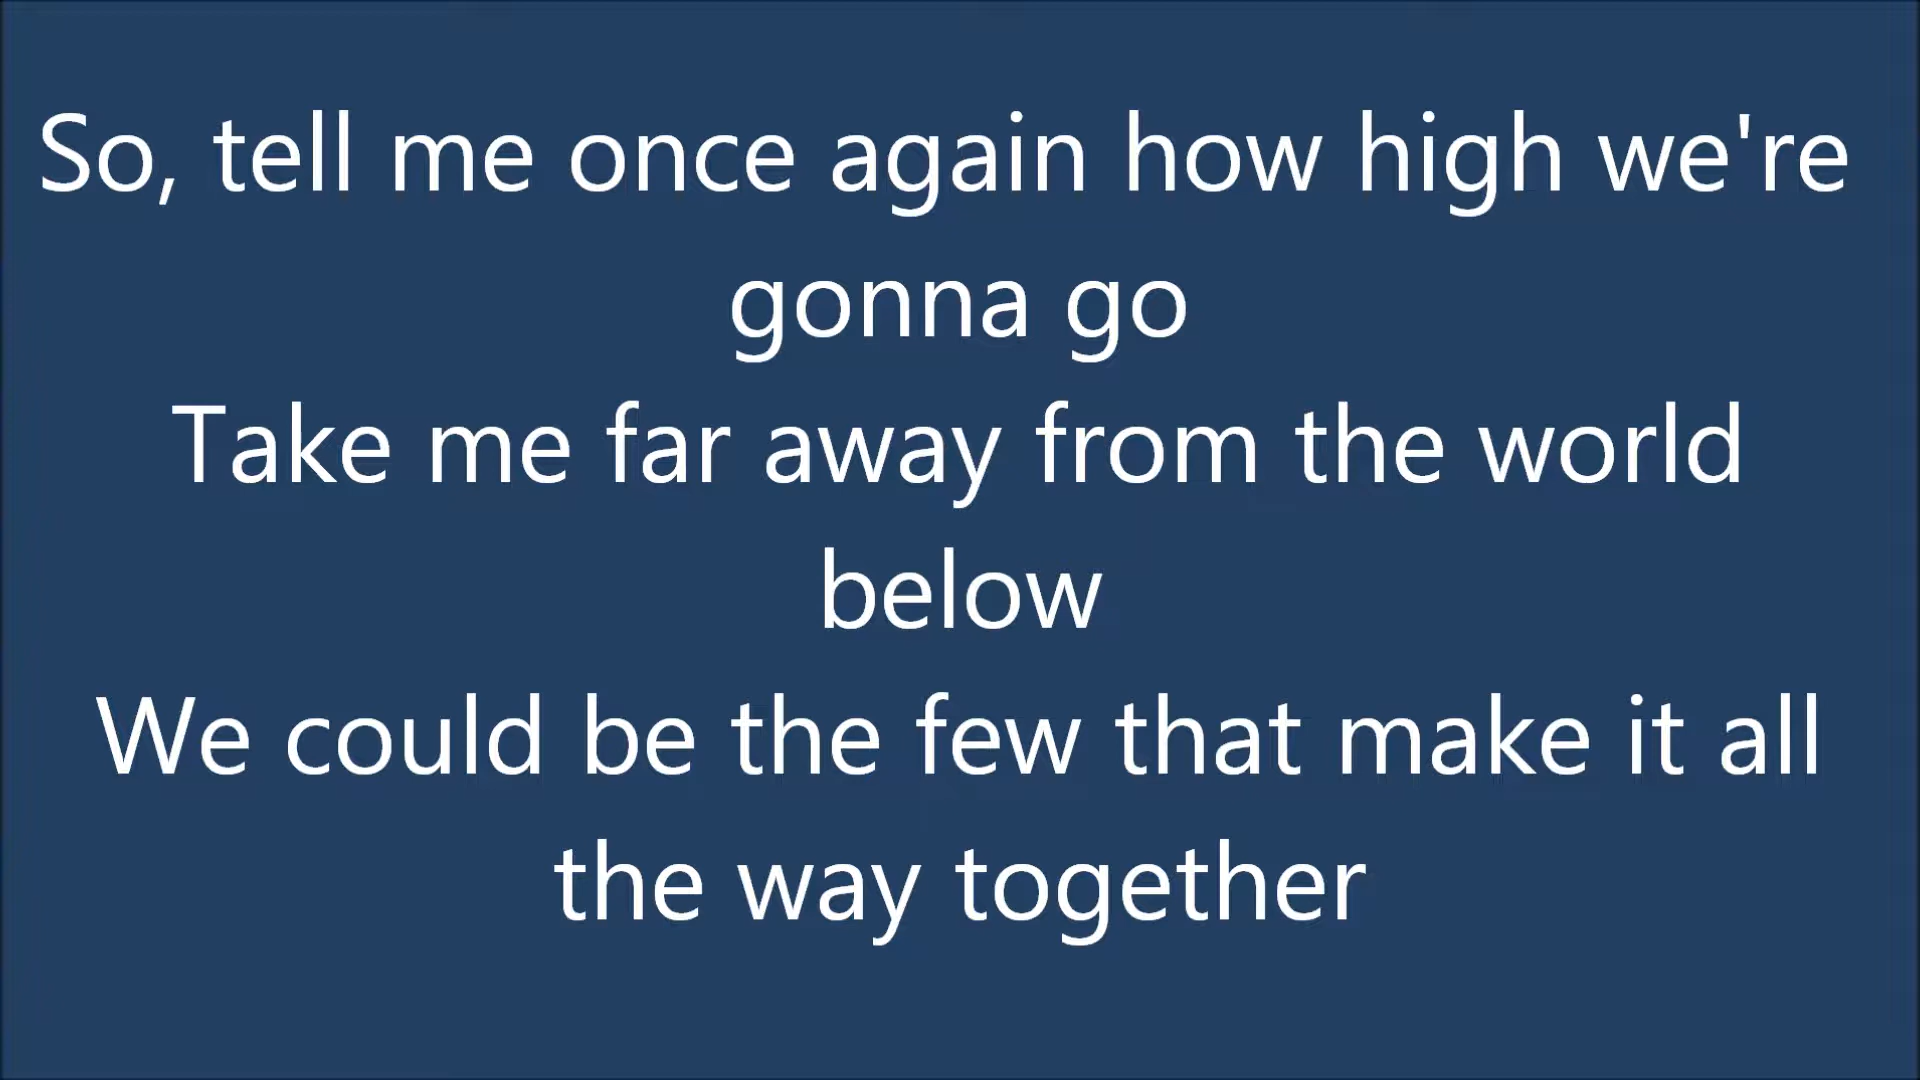 So, tell me once again how high we're
gonna go
Take me far away from the world
below
We could be the few that make it all
the way together